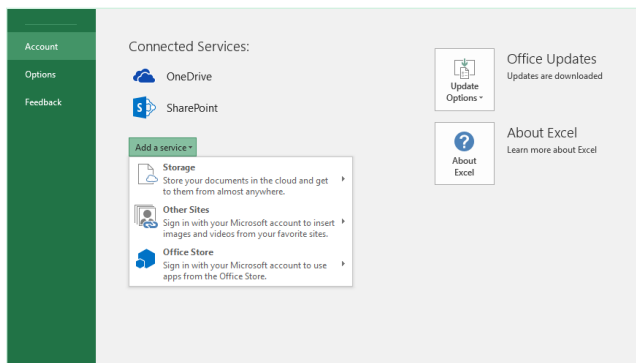 Account
Options
Feedback
Connected Services:
OneDrive
SharePoint
Add a service
Storage
Store your documents in the cloud and get
to them from almost anywhere.
Other Sites
Sign in with your Microsoft account to insert
images and videos from your favorite sites.
Office Store
Sign in with your Microsoft account to use
apps from the Office Store.
Update
Options
Office Updates
Updates are downloaded
About
Excel
About Excel
Learn more about Excel